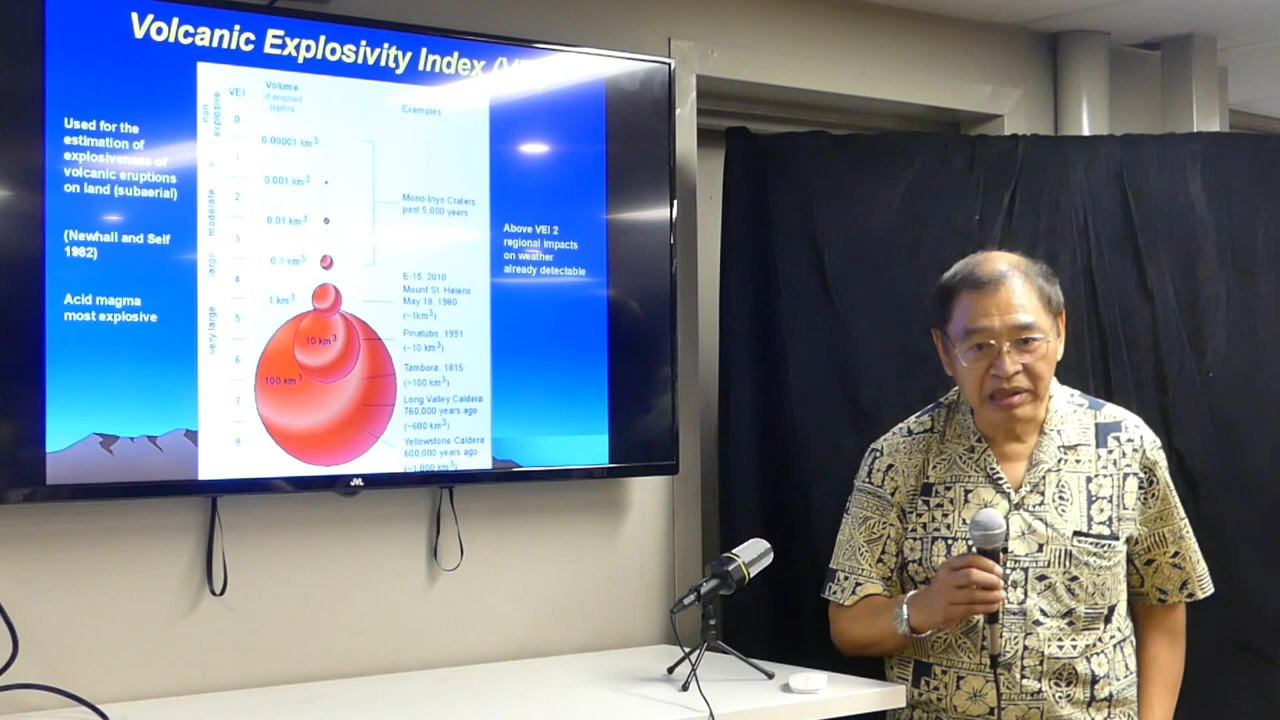 Volcanic Explosivity Index
Used for the
estimation of
explosiveness of
volcanic eruptions
on land (subaerial)
(Newhall and Self
1982)
Acid magma
most explosive
VEI
Volume
of erupted
tephra
Examples
non
explosive
moderate
large
very large
0
1
2
3
4
5
6
7
8
0.00001 km³
0.001 km³
0.01 km³
0.1 km³
1 km³
10 km³
100 km³
Mono-Inyo Craters
past 5,000 years
E-15, 2010
Mount St. Helens
May 18, 1980
(~1km³)
Pinatubo, 1991
(~10 km³)
Tambora, 1815
(>100 km³)
Long Valley Caldera
760,000 years ago
(~600 km³)
Yellowstone Caldera
600,000 years ago
(~1,000 km³)
Above VEI 2
regional impacts
on weather
already detectable
JVL